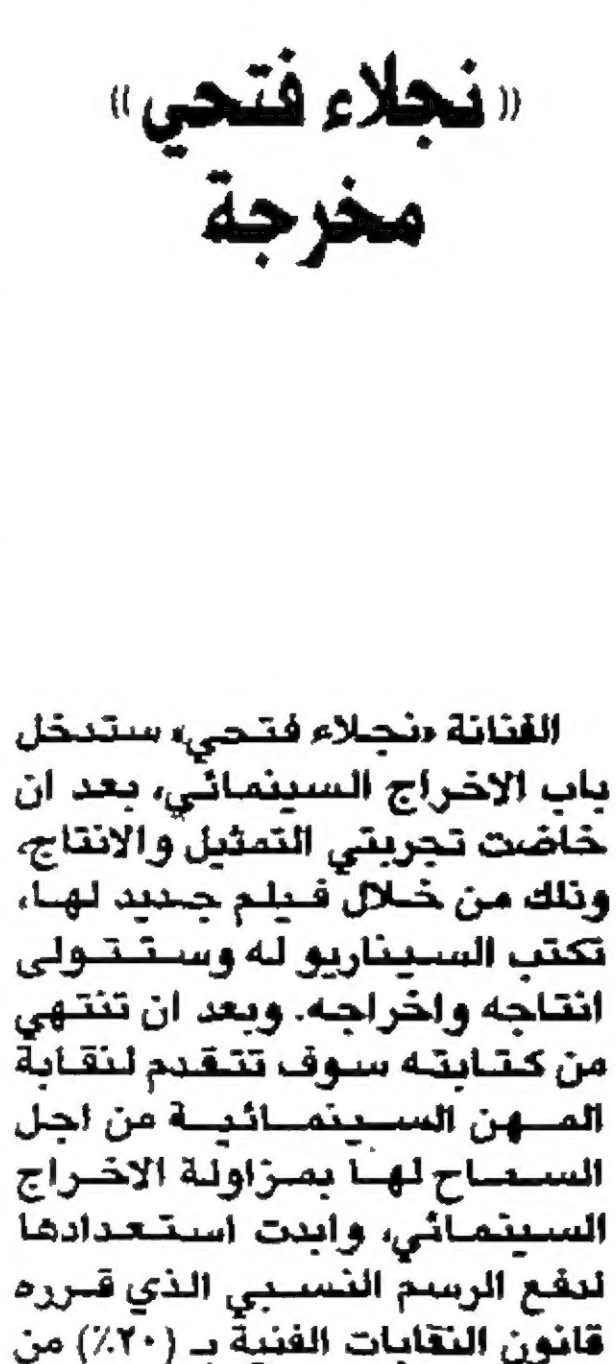 «نجلاء فتحي»
مخرجة
الفنانة «نجلاء فتحي» ستدخل
باب الاخراج السينمائي، بعد ان
خاضت تجربتي التمثيل والانتاج،
وذلك من خلال فيلم جديد لها،
تكتب السيناريو له وستتولى
انتاجه واخراجه. وبعد ان تنتهي
من كتابته سوف تتقدم لنقابة
المهن السينمائية من اجل
السماح لها بمزاولة الاخراج
السينمائي، وابدت استعدادها
لدفع الرسم النسبي الذي قرره
قانون النقابات الفنية بـ (٢٠٪) من